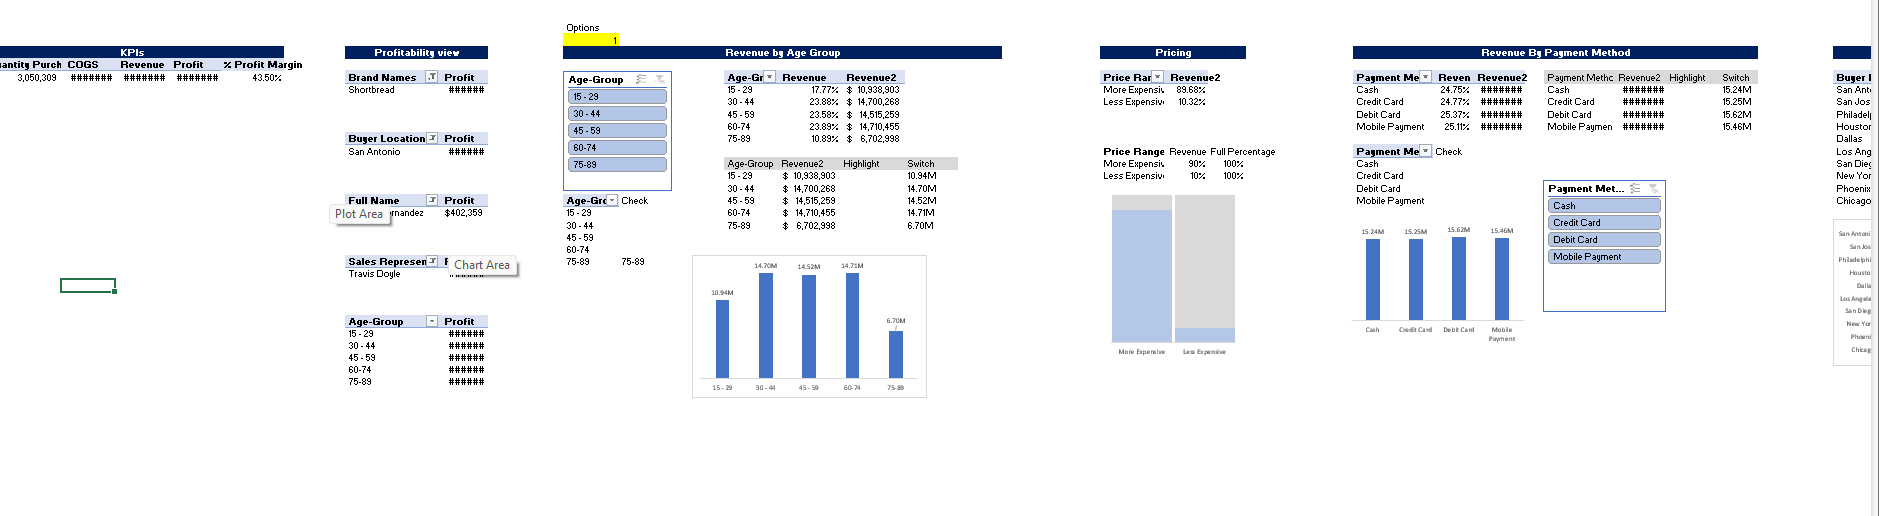 Options
1
KPIs
antity Purch COGS Revenue Profit % Profit Margin
3,050,309 ####### ####### ####### 43.50%
Profitability view
Brand Names Profit
Shortbread ######
Buyer Location Profit
San Antonio ######
Full Name Profit
ernandez $402,359
Plot Area
Sales Represen
Chart Area
Travis Doyle
Age-Group Profit
15 - 29 ######
30 - 44 ######
45 - 59 ######
60-74 ######
75-89 ######
Revenue by Age Group
Age-Group
15 - 29
30 - 44
45 - 59
60-74
75-89
Age-Gro Check
15 - 29
30 - 44
45 - 59
60-74
75-89 75-89
Age-Gr Revenue Revenue2
15 - 29 17.77% $ 10,938,903
30 - 44 23.88% $ 14,700,268
45 - 59 23.58% $ 14,515,259
60-74 23.89% $ 14,710,455
75-89 10.89% $ 6,702,998
Age-Group Revenue2 Highlight Switch
15 - 29 $ 10,938,903 10.94M
30 - 44 $ 14,700,268 14.70M
45 - 59 $ 14,515,259 14.52M
60-74 $ 14,710,455 14.71M
75-89 $ 6,702,998 6.70M
10.94M 14.70M 14.52M 14.71M 6.70M
15 - 29 30 - 44 45 - 59 60-74 75-89
Pricing
Price Rar Revenue2
More Expensiv 89.68%
Less Expensiv 10.32%
Price Range Revenue Full Percentage
More Expensiv 90% 100%
Less Expensiv 10% 100%
More Expensive Less Expensive
Revenue By Payment Method
Payment Me Reven Revenue2
Cash 24.75% #######
Credit Card 24.77% #######
Debit Card 25.37% #######
Mobile Payment 25.11% #######
Payment Methc Revenue2 Highlight Switch
Cash ####### 15.24M
Credit Card ####### 15.25M
Debit Card ####### 15.62M
Mobile Paymen ####### 15.46M
Payment Me Check
Cash
Credit Card
Debit Card
Mobile Payment
15.24M 15.25M 15.62M 15.46M
Cash Credit Card Debit Card Mobile Payment
Payment Met...
Cash
Credit Card
Debit Card
Mobile Payment
Buyer
San Ant
San Jos
Philadelp
Houstor
Dallas
Los Ang
San Dieg
New Yor
Phoenix
Chicago
San Antoni
San Jos
Philadelphi
Housto
Dalla
Los Angele
San Dieg
New Yor
Phoeni
Chicag